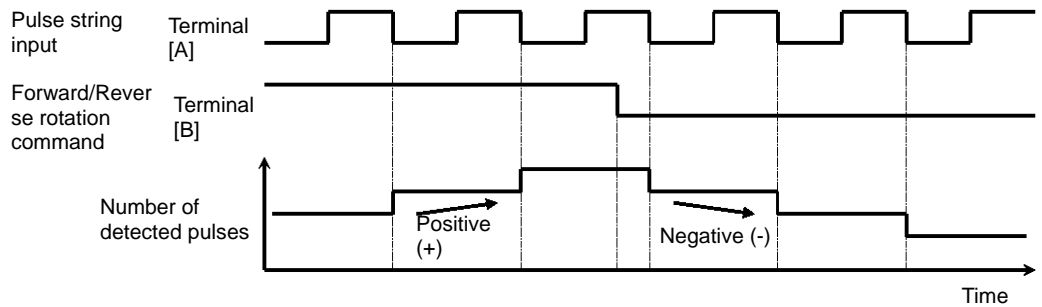 Pulse string
input
Terminal
[A]
Forward/Rever
se rotation
command
Terminal
[B]
Number of
detected pulses
Positive
(+)
Negative (-)
Time